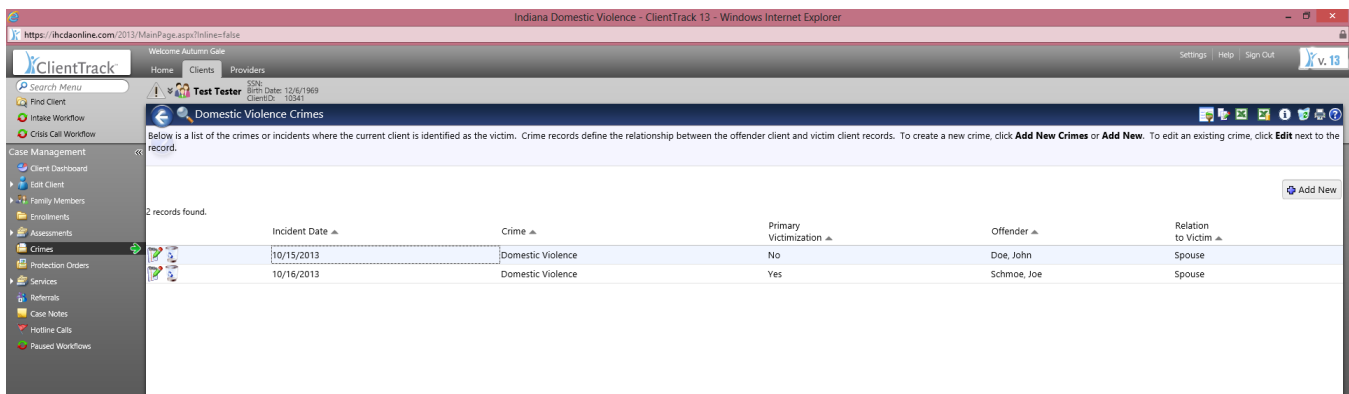 Indiana Domestic Violence - ClientTrack 13 - Windows Internet Explorer
https://ihcdaonline.com/2013/MainPage.aspx?Inline=false
Welcome Autumn Gale
Settings | Help | Sign Out
ClientTrack
v. 13
Home Clients Providers
Search Menu
Find Client
Intake Workflow
Crisis Call Workflow
Case Management
Client Dashboard
Edit Client
Family Members
Enrollments
Assessments
Crimes
Protection Orders
Services
Referrals
Case Notes
Hotline Calls
Paused Workflows
Test Tester
SSN:
Birth Date: 12/6/1969
ClientID: 10341
Domestic Violence Crimes
Below is a list of the crimes or incidents where the current client is identified as the victim. Crime records define the relationship between the offender client and victim client records. To create a new crime, click Add New Crimes or Add New. To edit an existing crime, click Edit next to the
record.
Add New
2 records found.
Incident Date Crime Primary Victimization Offender Relation to Victim
10/15/2013 Domestic Violence No Doe, John Spouse
10/16/2013 Domestic Violence Yes Schmoe, Joe Spouse